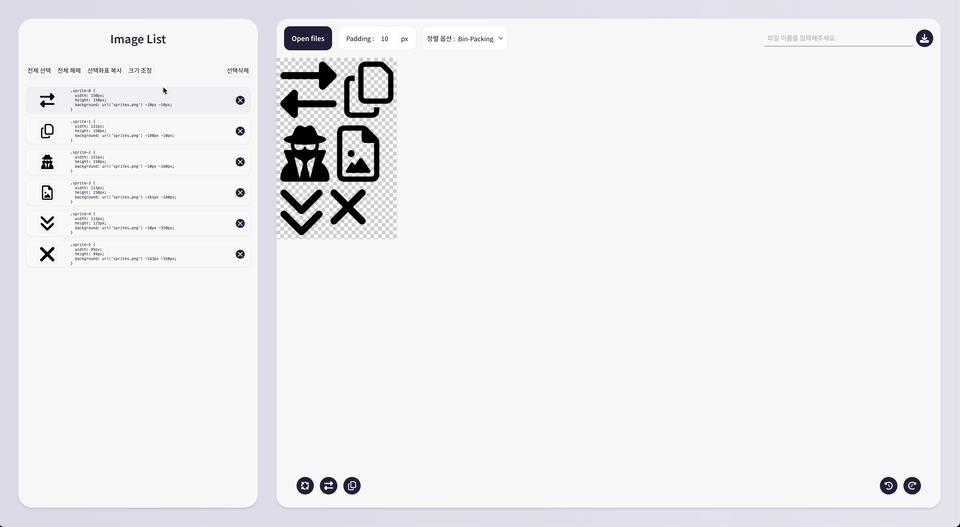 Image List
전체 선택 전체 해제 선택좌표 복사 크기 조정 선택삭제
.sprite-0 {
width: 150px;
height: 150px;
background: url('sprites.png') -10px -10px;
}
.sprite-1 {
width: 131px;
height: 150px;
background: url('sprites.png') -180px -10px;
}
.sprite-2 {
width: 131px;
height: 150px;
background: url('sprites.png') -10px -180px;
}
.sprite-3 {
width: 113px;
height: 150px;
background: url('sprites.png') -161px -180px;
}
.sprite-4 {
width: 113px;
height: 123px;
background: url('sprites.png') -10px -350px;
}
.sprite-5 {
width: 95px;
height: 94px;
background: url('sprites.png') -143px -350px;
}
Open files Padding : 10 px 정렬 옵션 : Bin-Packing
파일 이름을 입력해주세요.